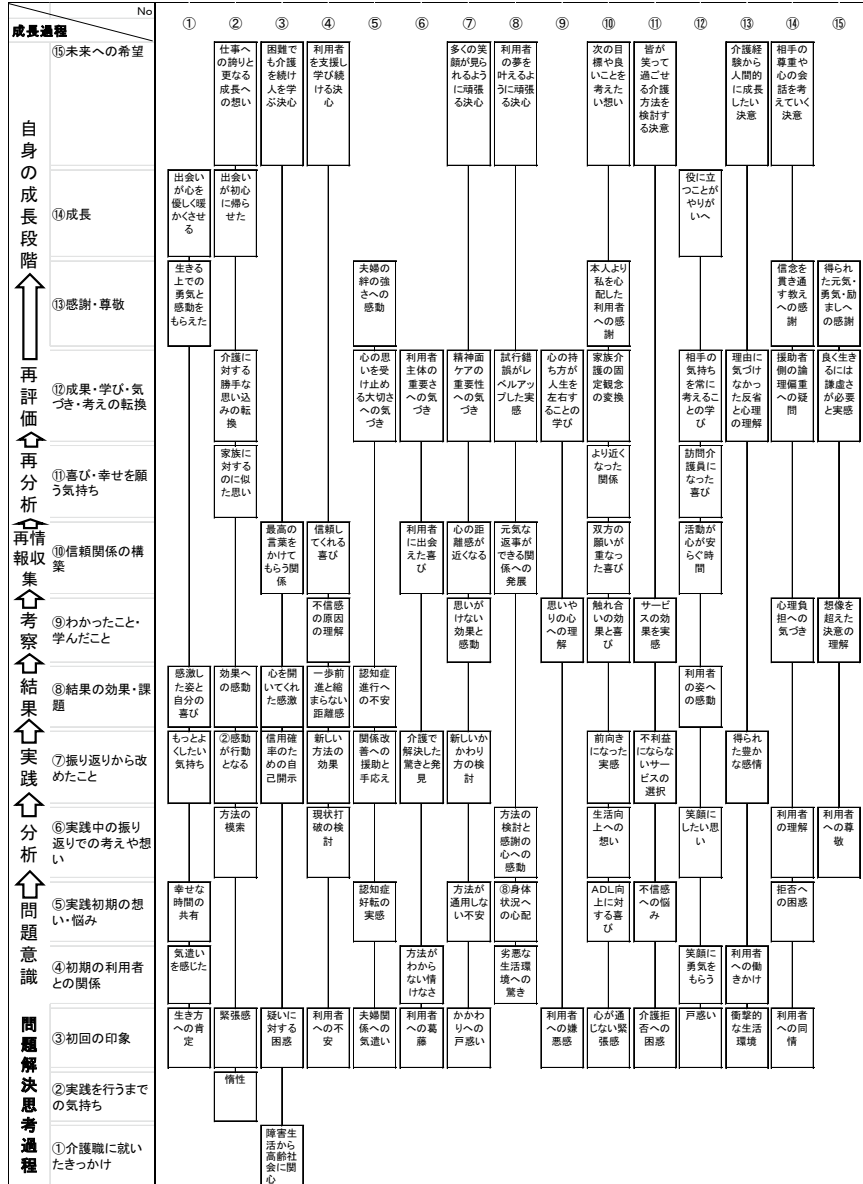 No
成長過程
① ② ③ ④ ⑤ ⑥ ⑦ ⑧ ⑨ ⑩ ⑪ ⑫ ⑬ ⑭ ⑮
自身の成長段階
再評価
再分析
再情報収集
考察
結果
実践
分析
問題意識
問題解決思考過程
⑮未来への希望
仕事へ
の誇りと
更なる
成長へ
の想い
困難で
も介護
を続け
人を学
ぶ決心
利用者
を支援し
学び続
ける決
心
多くの笑
顔が見ら
れるように
頑張
る決心
利用者
の夢を
叶えるよ
うに頑張
る決心
次の目
標や良
いことを
考えた
い想い
皆が
笑って過
ごせる介護
方法を
検討す
る決意
介護経
験から人
間的に
成長し
たい
決意
相手の
尊重や
心の会
話を考
えていく
決意
⑭成長
出会い
が心を
優しく暖
かくさせ
る
出会い
が初心
に帰ら
せた
役に立
つことが
やりが
いへ
⑬感謝・尊敬
生きる
上での
勇気と
感動を
もらえた
夫婦の
絆の強
さへの
感動
本人より
私を心
配した
利用者
への感
謝
信念を
貫き通
す教え
への感
謝
得られ
た元気・
勇気・励
ましへ
の感謝
⑫成果・学び・気
づき・考えの転換
介護に
対する
勝手な
思い込
みの転
換
心の思
いを受
け止め
る大切さ
への気
づき
利用者
主体の
重要さ
への気
づき
精神面
ケアの
重要性
への気
づき
試行錯
誤がレ
ベルアッ
プした実
感
心の持
ち方が
人生を
左右す
ることの
学び
家族介
護の固
定観念
の変換
相手の
気持ち
を常に
考えるこ
との学
び
理由に
気づけ
なかっ
た反省
と心理
の理解
援助者
側の論
理偏重
への疑
問
良く生き
るには
謙虚さ
が必要
と実感
⑪喜び・幸せを願
う気持ち
家族に
対する
のに似
た思い
より近く
なった
関係
訪問介
護員に
なった
喜び
⑩信頼関係の構
築
最高の
言葉を
かけて
もらう関
係
信頼し
てくれる
喜び
利用者
に出会
えた喜
び
心の距
離感が
近くなる
元気な
返事が
できる関
係への
発展
双方の
願いが
重なっ
た喜び
活動が
心が安
らぐ時
間
⑨わかったこと・
学んだこと
不信感
の原因
の理解
思いが
けない
効果と
感動
思いや
りの心
への理
解
触れ合
いの効
果と喜
び
サービ
スの効
果を実
感
心理負
担への
気づき
想像を
超えた
決意の
理解
⑧結果の効果・課
題
感激し
た姿と
自分の
喜び
効果へ
の感動
心を開
いてくれ
た感激
一歩前
進と縮
まらない
距離感
認知症
進行へ
の不安
利用者
の姿へ
の感動
⑦振り返りから改
めたこと
もっとよ
くしたい
気持ち
②感動
が行動
となる
信用確
率のた
めの自
己開示
新しい
方法の
効果
関係改
善への
援助と
手応え
介護で
解決した
驚きと発
見
新しいか
かわり
方の検
討
前向き
になった
実感
不利益
にならな
いサー
ビスの
選択
得られ
た豊か
な感情
⑥実践中の振り
返りでの考えや想
い
方法の
模索
現状打
破の検
討
方法の
検討と
感謝の
心への
感動
生活向
上への
想い
笑顔に
したい思
い
利用者
の理解
利用者
への尊
敬
⑤実践初期の想
い・悩み
幸せな
時間の
共有
認知症
好転の
実感
方法が
通用し
ない不安
⑧身体
状況へ
の心配
ADL向
上に対
する喜
び
不信感
への悩
み
拒否へ
の困惑
④初期の利用者
との関係
気遣い
を感じた
方法が
わから
ない情
けなさ
劣悪な
生活環
境への
驚き
笑顔に
勇気を
もらう
利用者
への働
きかけ
③初回の印象
生き方
への肯
定
緊張感
疑いに
対する
困惑
利用者
への不
安
夫婦関
係への
気遣い
利用者
への葛
藤
かかわ
りへの
戸惑い
利用者
への嫌
悪感
心が通
じない緊
張感
介護拒
否への
困惑
戸惑い
衝撃的
な生活
環境
利用者
への同
情
②実践を行うまで
の気持ち
惰性
①介護職に就い
たきっかけ
障害生
活から
高齢社
会に関
心